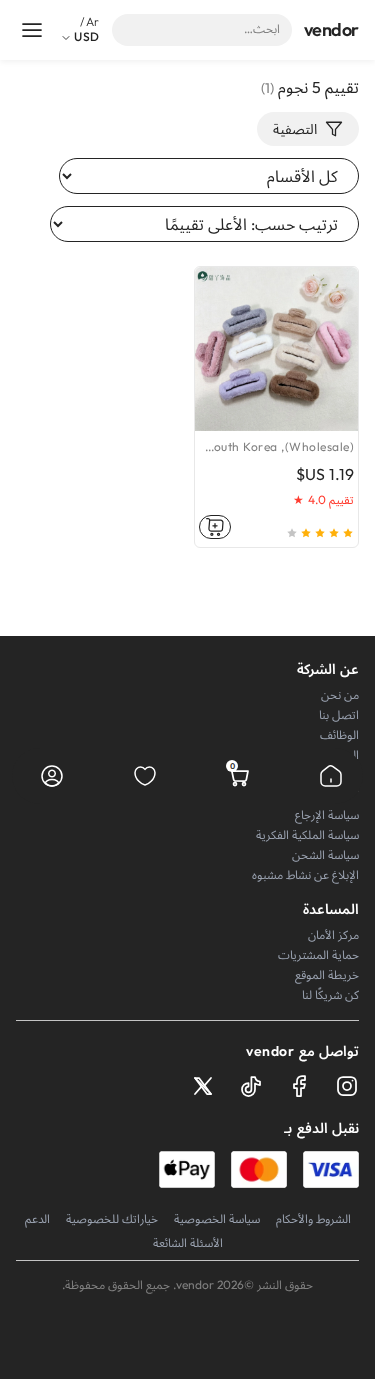 vendor
ابحث...
Ar /
USD
تقييم 5 نجوم (1)
التصفية
كل الأقسام
ترتيب حسب: الأعلى تقييمًا
(Wholesale), South Korea...
1.19 US$
تقييم 4.0 ★
عن الشركة
من نحن
اتصل بنا
الوظائف
0
سياسة الإرجاع
سياسة الملكية الفكرية
سياسة الشحن
الإبلاغ عن نشاط مشبوه
المساعدة
مركز الأمان
حماية المشتريات
خريطة الموقع
كن شريكًا لنا
تواصل مع vendor
نقبل الدفع بـ
VISA
mastercard
Apple Pay
الشروط والأحكام
سياسة الخصوصية
خياراتك للخصوصية
الدعم
الأسئلة الشائعة
حقوق النشر ©2026 vendor. جميع الحقوق محفوظة.